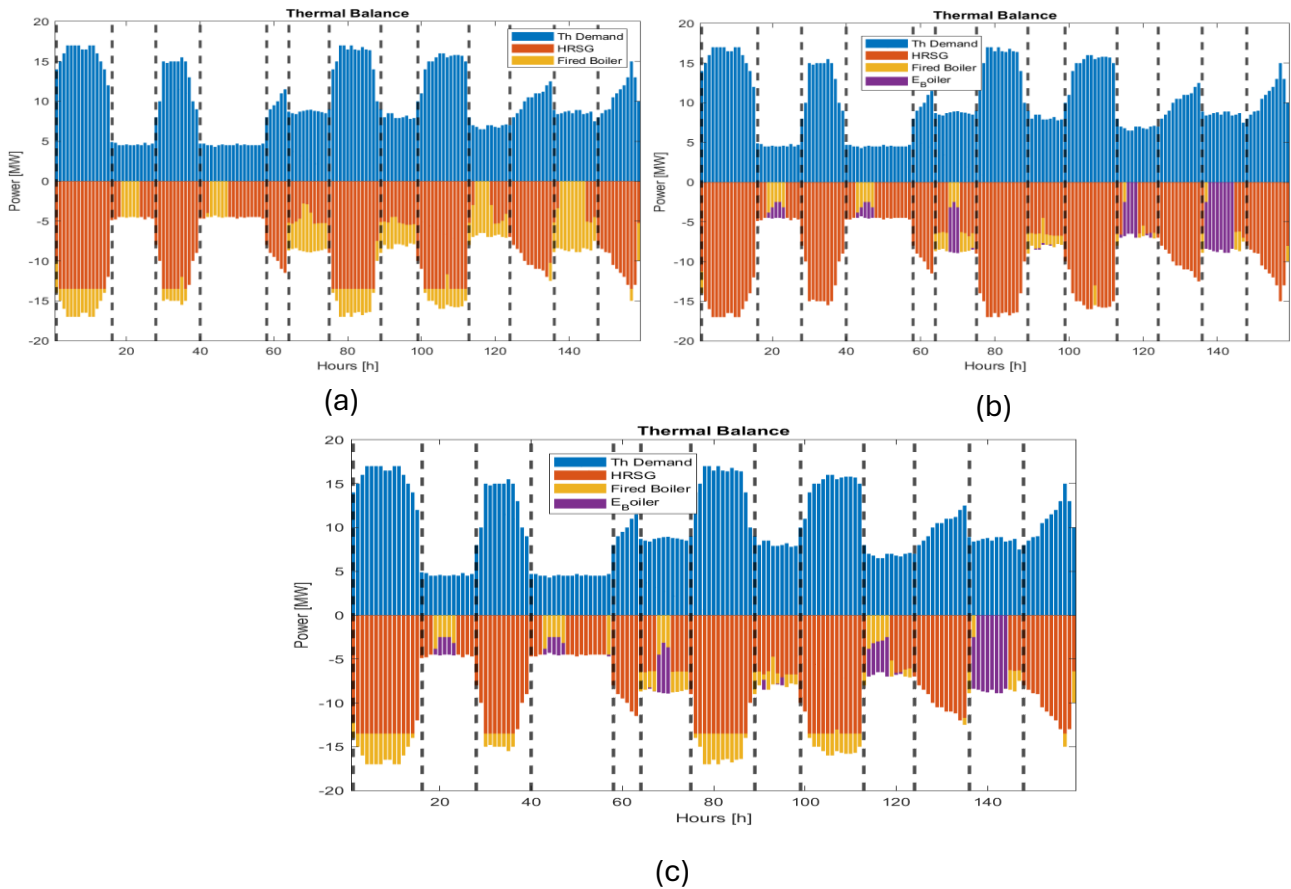 Thermal Balance
20
15
10
5
0
-5
-10
-15
-20
Power [MW]
Th Demand
HRSG
Fired Boiler
20 40 60 80 100 120 140
Hours [h]
(a)
Thermal Balance
20
15
10
5
0
-5
-10
-15
-20
Power [MW]
Th Demand
HRSG
Fired Boiler
E_Boiler
20 40 60 80 100 120 140
Hours [h]
(b)
Thermal Balance
20
15
10
5
0
-5
-10
-15
-20
Power [MW]
Th Demand
HRSG
Fired Boiler
E_Boiler
20 40 60 80 100 120 140
Hours [h]
(c)